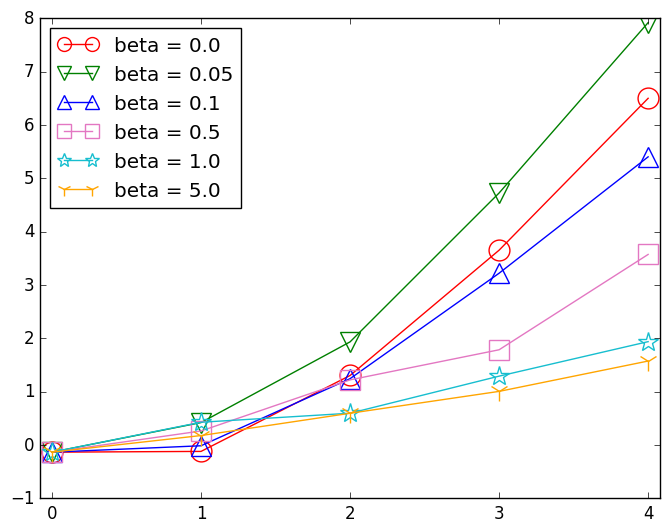 8
7
6
5
4
3
2
1
0
−1
beta = 0.0
beta = 0.05
beta = 0.1
beta = 0.5
beta = 1.0
beta = 5.0
0 1 2 3 4